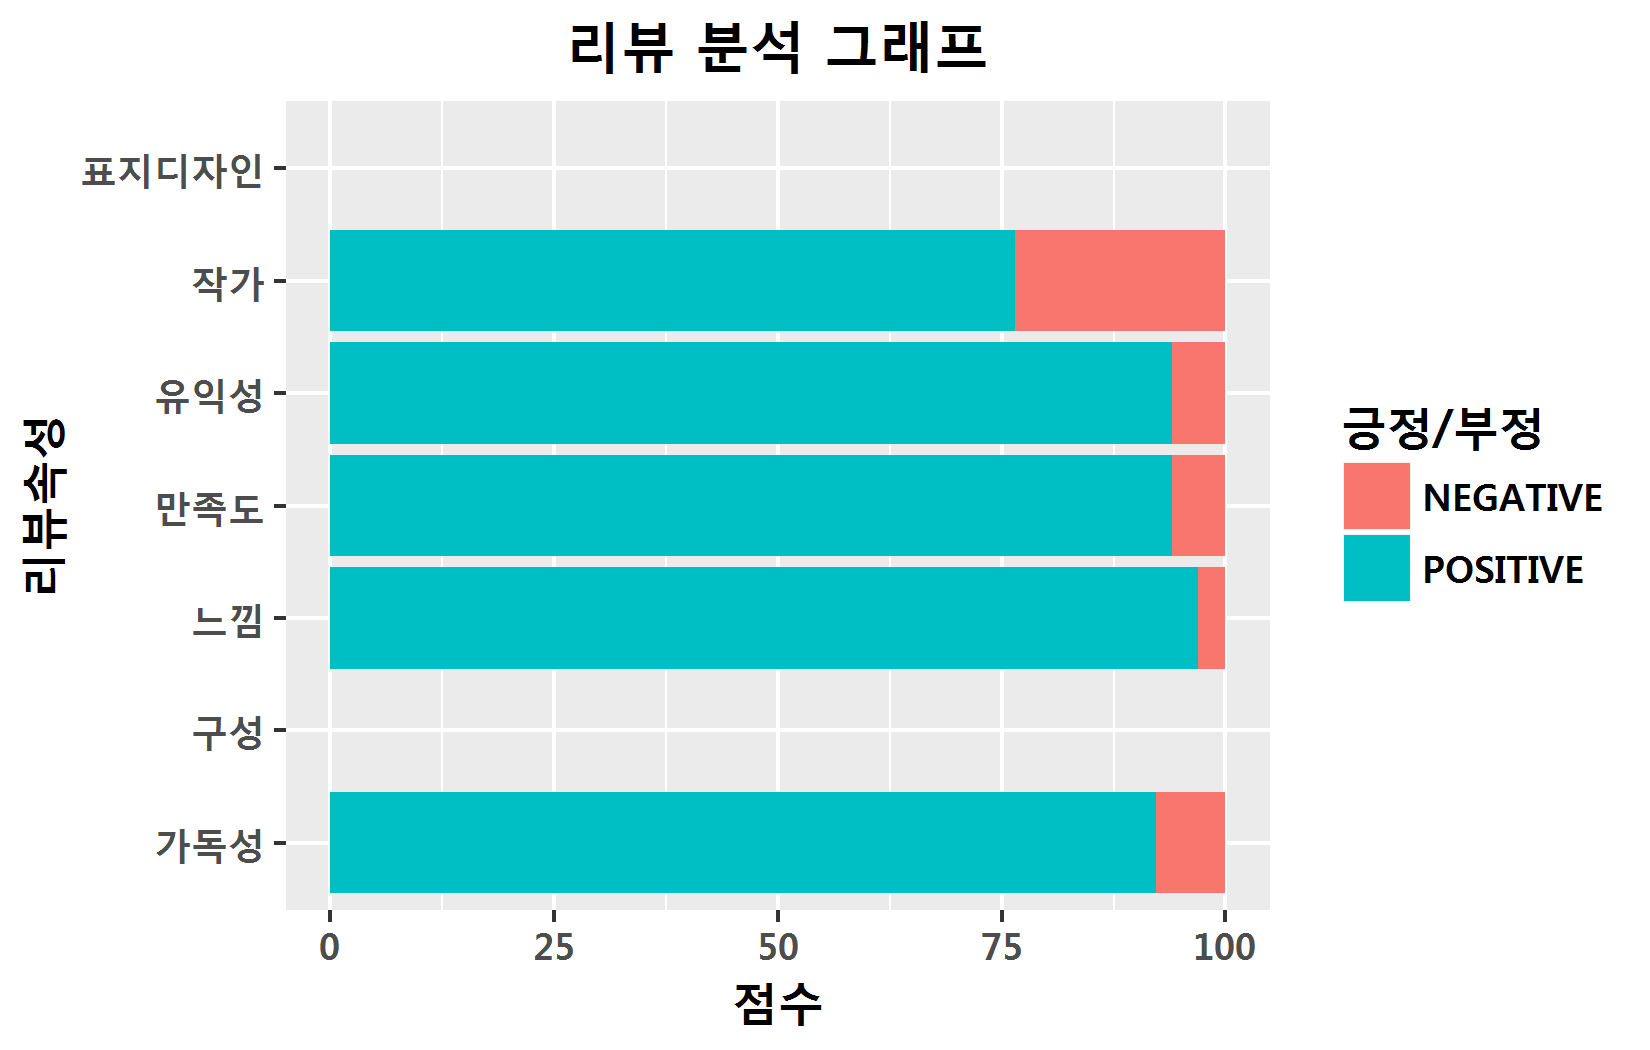 리뷰 분석 그래프
리뷰속성
표지디자인
작가
유익성
만족도
느낌
구성
가독성
0 25 50 75 100
점수
긍정/부정
NEGATIVE
POSITIVE